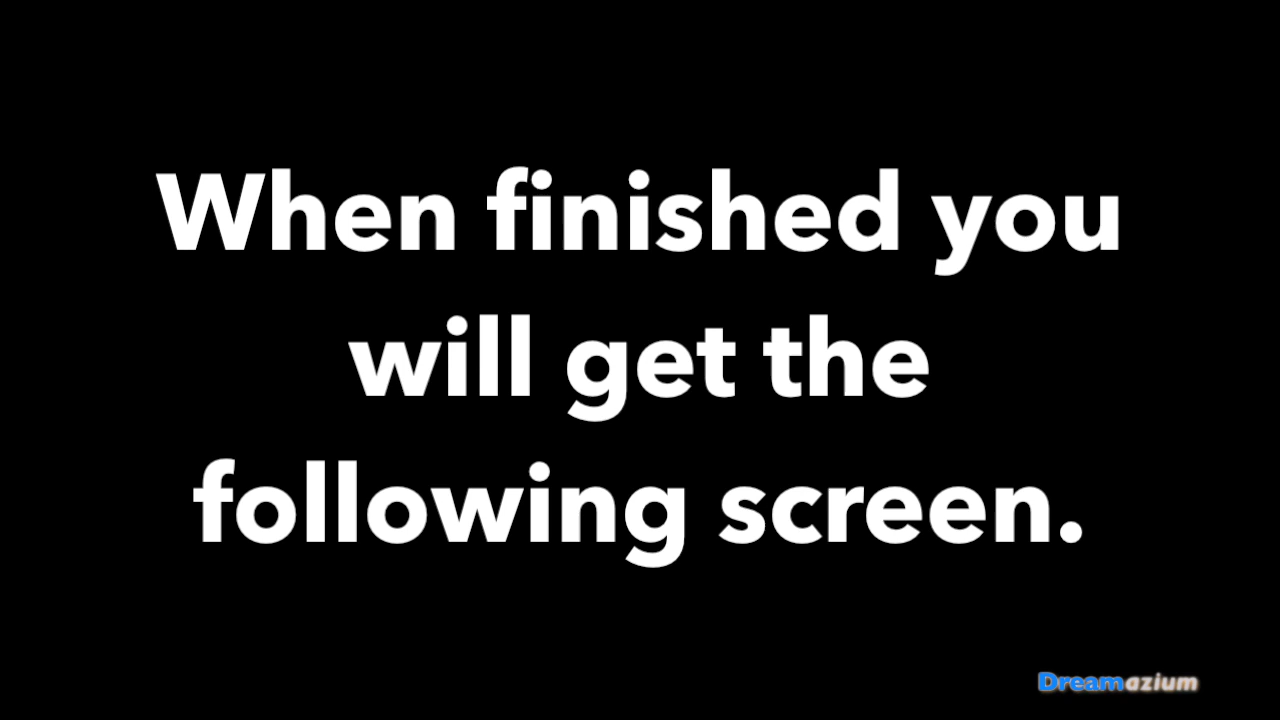 When finished you
will get the
following screen.
Dreamazium